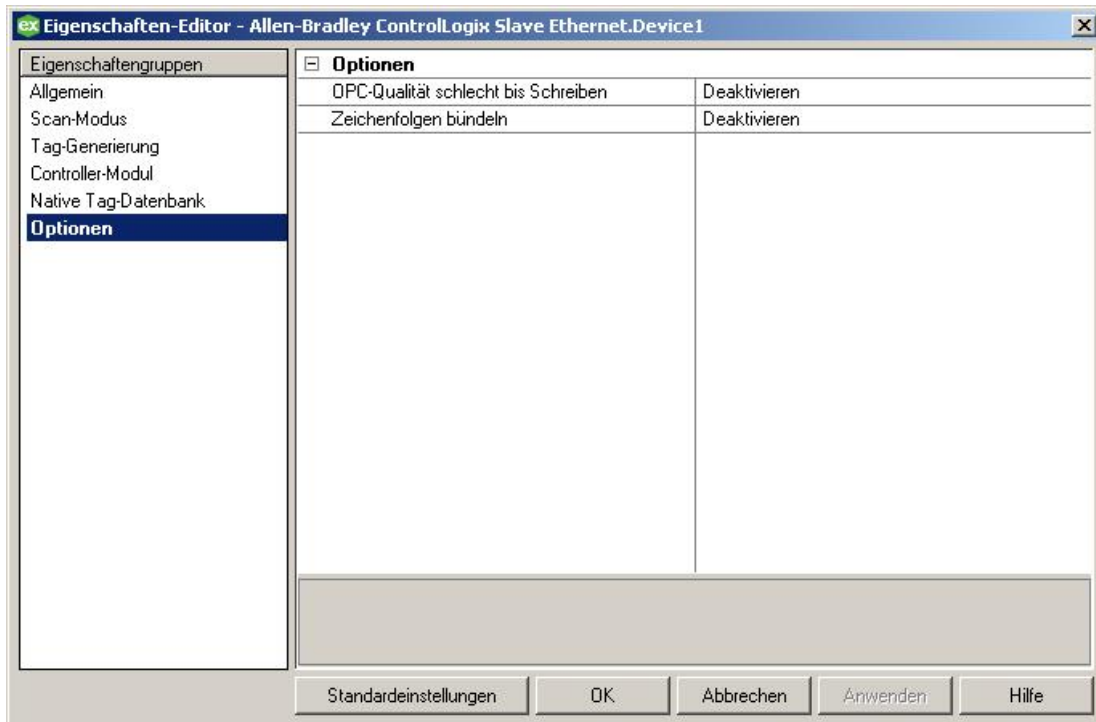 ex Eigenschaften-Editor - Allen-Bradley ControlLogix Slave Ethernet.Device1
Eigenschaftengruppen
Allgemein
Scan-Modus
Tag-Generierung
Controller-Modul
Native Tag-Datenbank
Optionen
Optionen
OPC-Qualität schlecht bis Schreiben Deaktivieren
Zeichenfolgen bündeln Deaktivieren
Standardeinstellungen OK Abbrechen Anwenden Hilfe